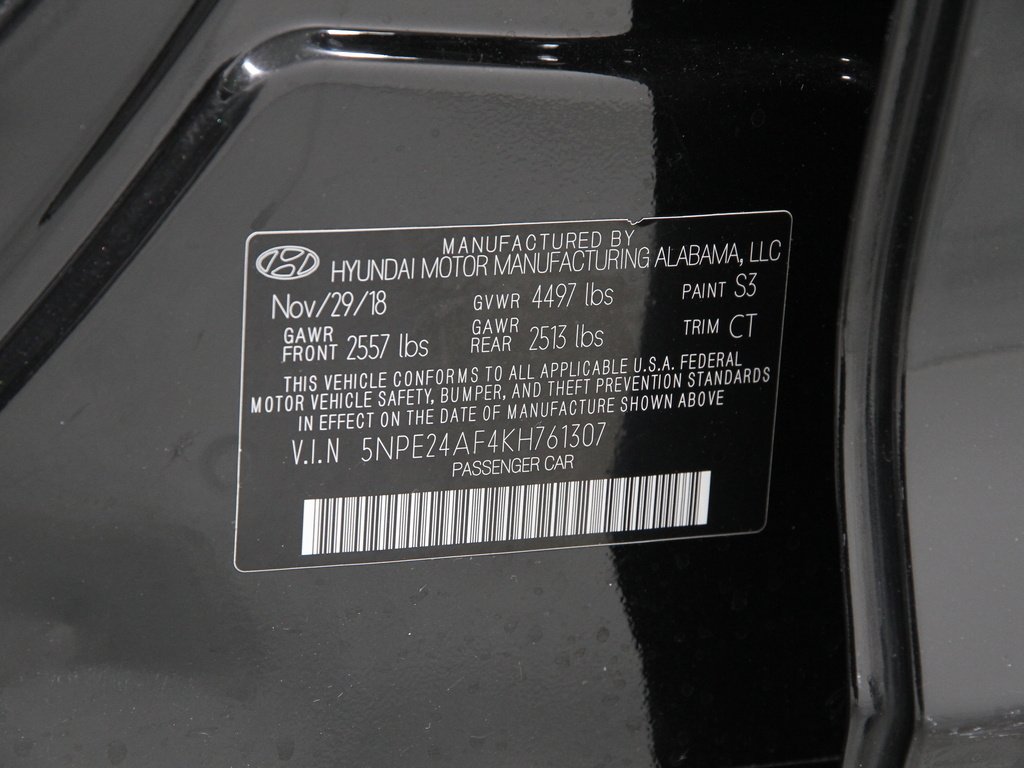 MANUFACTURED BY
HYUNDAI MOTOR MANUFACTURING ALABAMA, LLC
Nov/29/18 GVWR 4497 lbs PAINT S3
GAWR FRONT 2557 lbs GAWR REAR 2513 lbs TRIM CT
THIS VEHICLE CONFORMS TO ALL APPLICABLE U.S.A. FEDERAL
MOTOR VEHICLE SAFETY, BUMPER, AND THEFT PREVENTION STANDARDS
IN EFFECT ON THE DATE OF MANUFACTURE SHOWN ABOVE
V.I.N 5NPE24AF4KH761307
PASSENGER CAR